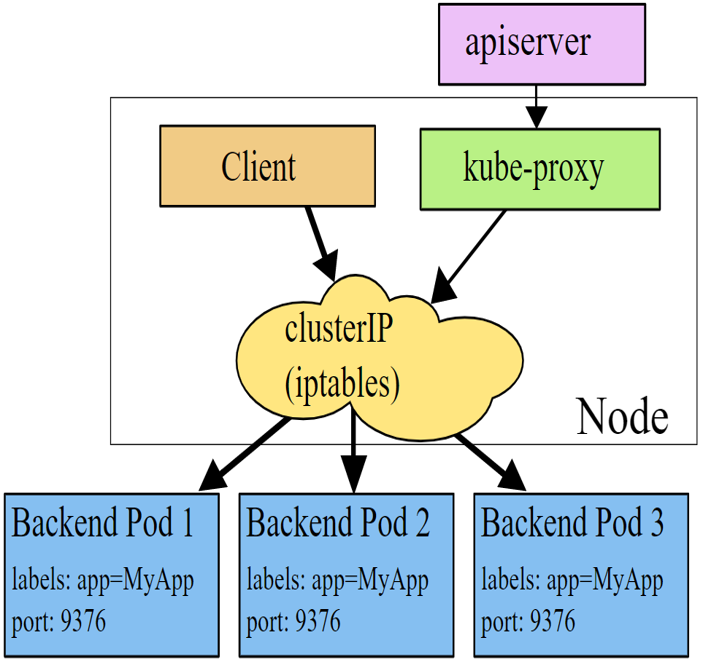 apiserver
Client
kube-proxy
clusterIP
(iptables)
Node
Backend Pod 1
labels: app=MyApp
port: 9376
Backend Pod 2
labels: app=MyApp
port: 9376
Backend Pod 3
labels: app=MyApp
port: 9376